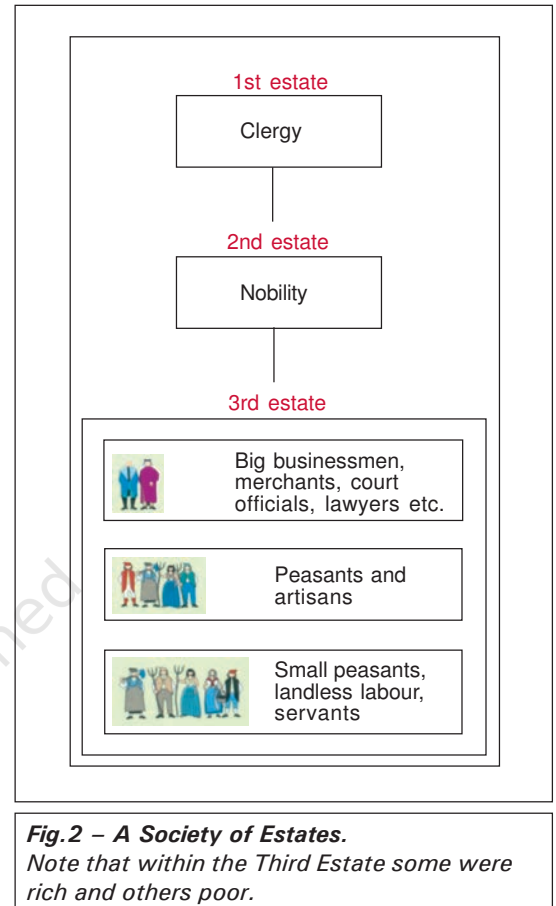 1st estate
Clergy
2nd estate
Nobility
3rd estate
Big businessmen,
merchants, court
officials, lawyers etc.
Peasants and
artisans
Small peasants,
landless labour,
servants
Fig.2 – A Society of Estates.
Note that within the Third Estate some were
rich and others poor.